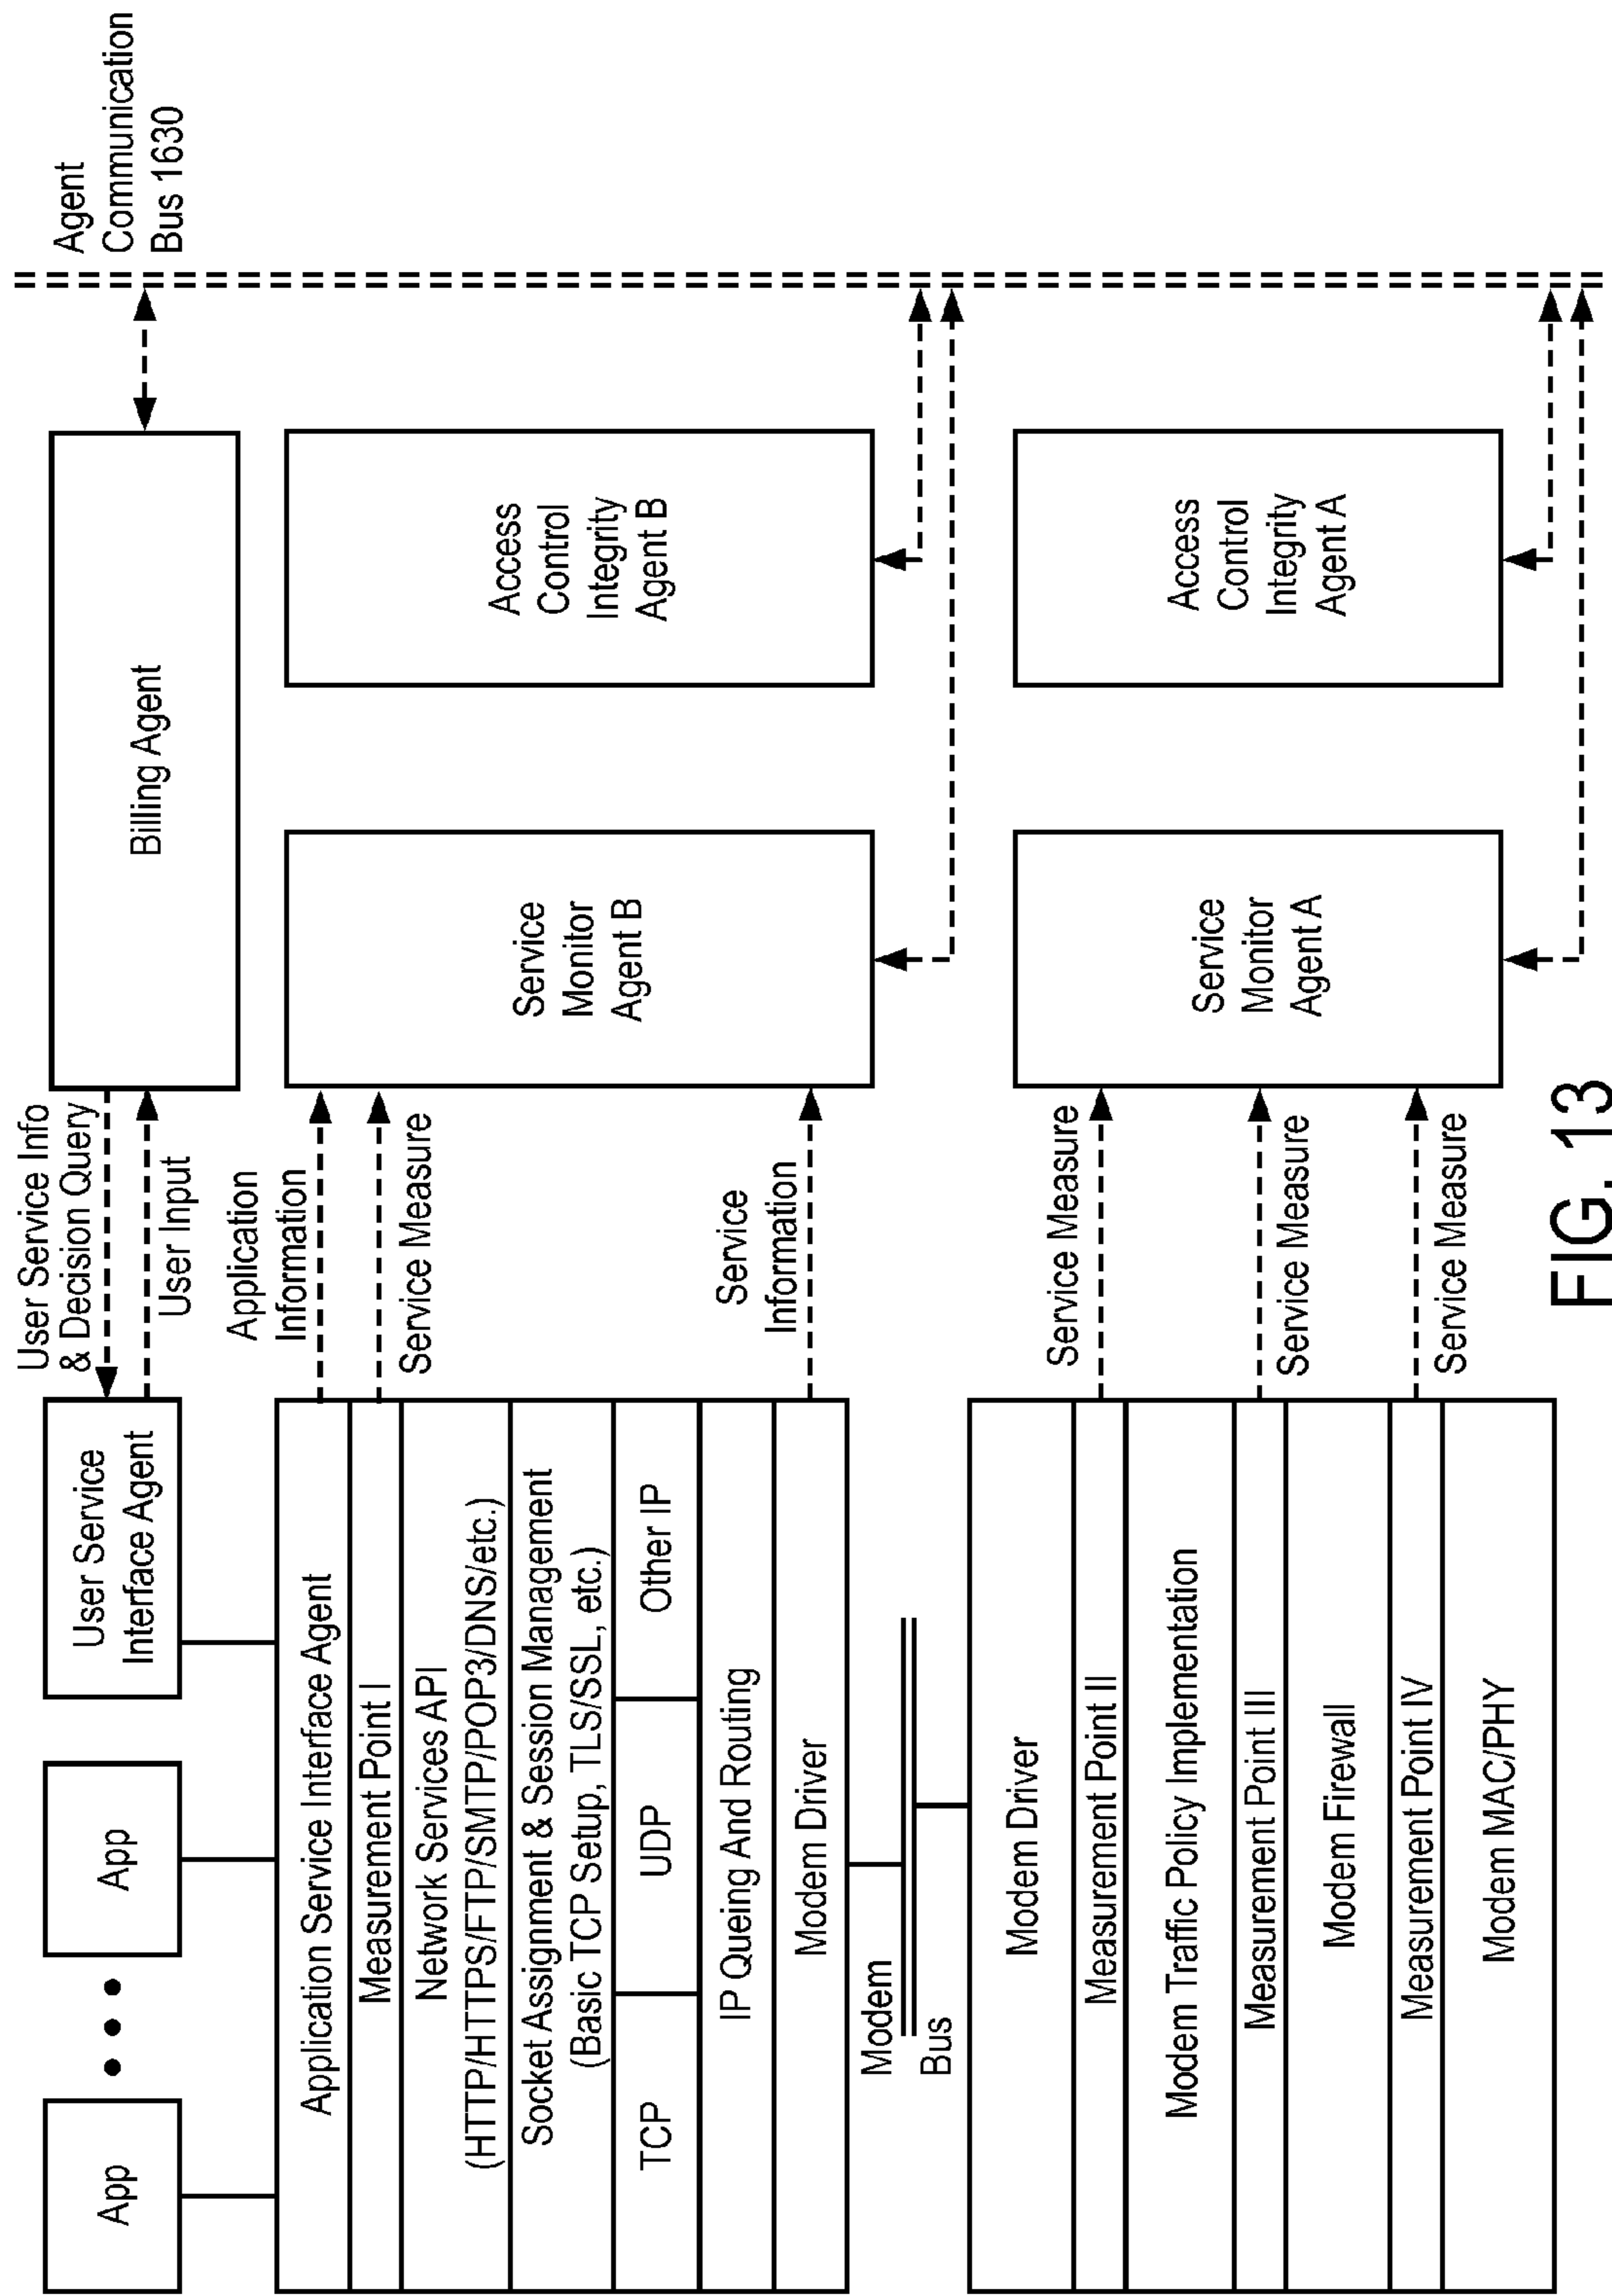 App
App
User Service
Interface Agent
User Service Info
& Decision Query
User Input
Billing Agent
Agent
Communication
Bus 1630
Application Service Interface Agent
Measurement Point I
Network Services API
(HTTP/HTTPS/FTP/SMTP/POP3/DNS/etc.)
Socket Assignment & Session Management
(Basic TCP Setup, TLS/SSL, etc.)
TCP
UDP
Other IP
IP Queing And Routing
Modem Driver
Application
Information
Service Measure
Service
Information
Service
Monitor
Agent B
Access
Control
Integrity
Agent B
Modem
Bus
Modem Driver
Measurement Point II
Modem Traffic Policy Implementation
Measurement Point III
Modem Firewall
Measurement Point IV
Modem MAC/PHY
Service Measure
Service Measure
Service Measure
Service
Monitor
Agent A
Access
Control
Integrity
Agent A
FIG. 13